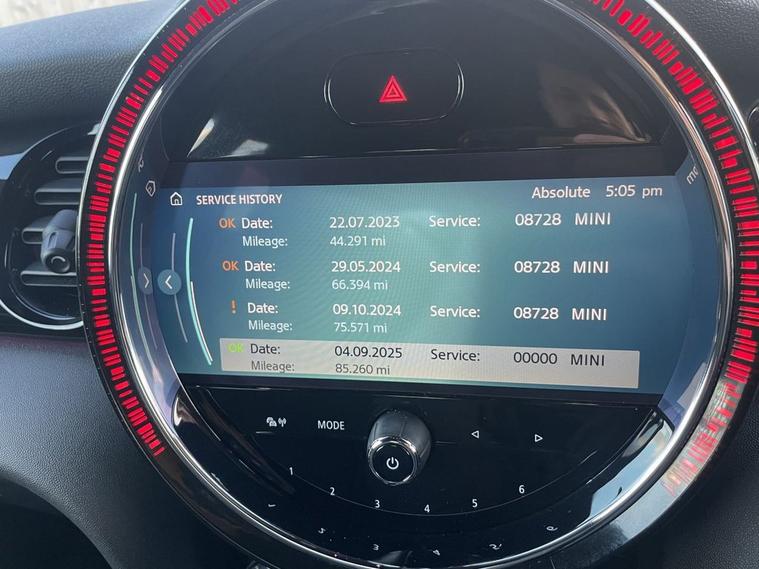 SERVICE HISTORY Absolute 5:05 pm
OK Date: 22.07.2023 Service: 08728 MINI
Mileage: 44.291 mi
OK Date: 29.05.2024 Service: 08728 MINI
Mileage: 66.394 mi
! Date: 09.10.2024 Service: 08728 MINI
Mileage: 75.571 mi
OK Date: 04.09.2025 Service: 00000 MINI
Mileage: 85.260 mi
MODE
1 2 3 4 5 6